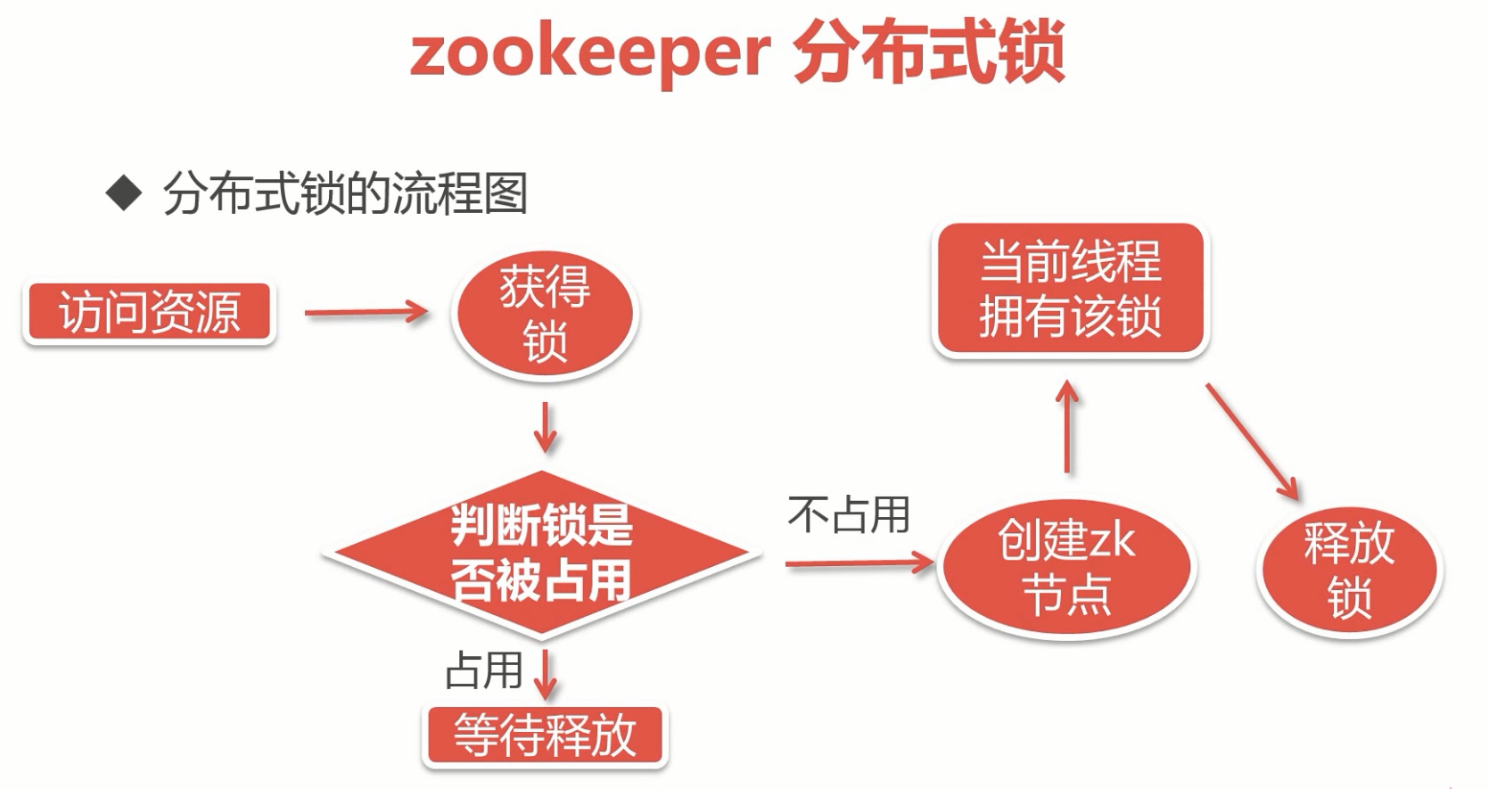 zookeeper 分布式锁
◆ 分布式锁的流程图
访问资源
获得
锁
判断锁是
否被占用
占用
等待释放
不占用
创建zk
节点
当前线程
拥有该锁
释放
锁